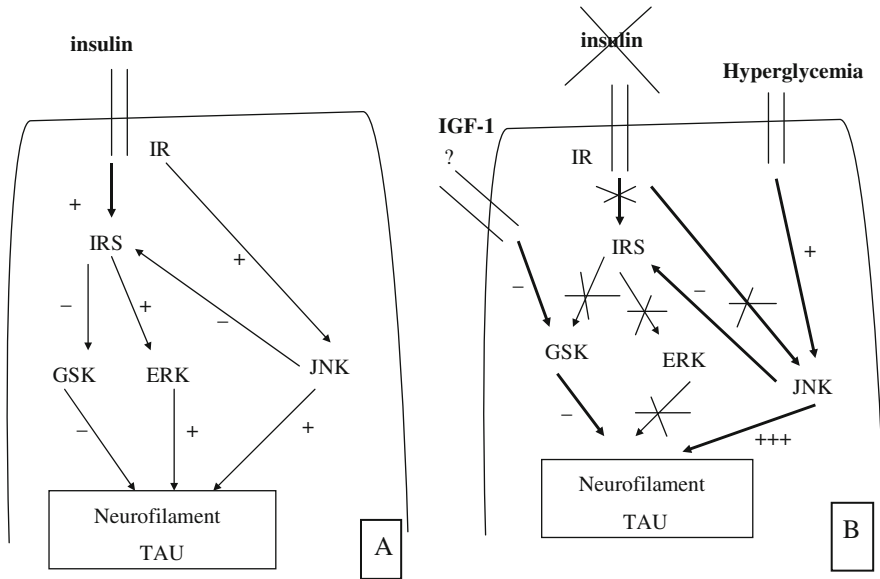 insulin
IR
+
IRS
+
–
+
–
GSK
ERK
JNK
–
+
+
Neurofilament
TAU
A
insulin
Hyperglycemia
IGF-1
?
IR
IRS
+
–
–
GSK
ERK
JNK
–
+++
Neurofilament
TAU
B